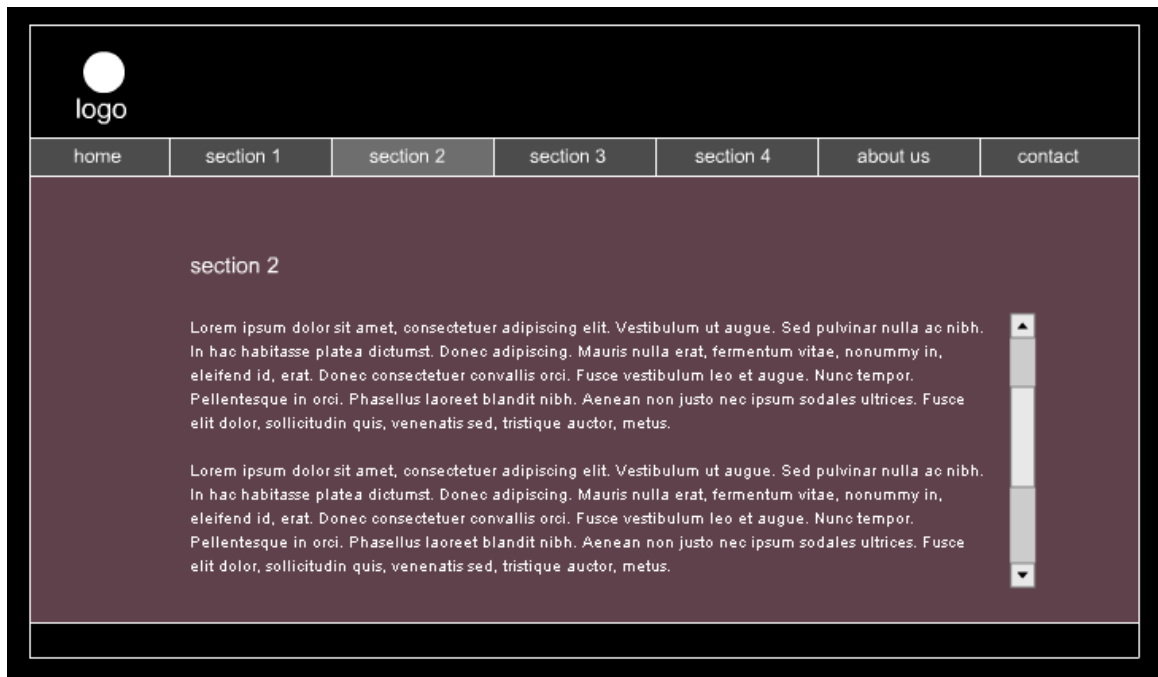 logo
home section 1 section 2 section 3 section 4 about us contact
section 2
Lorem ipsum dolor sit amet, consectetuer adipiscing elit. Vestibulum ut augue. Sed pulvinar nulla ac nibh.
In hac habitasse platea dictumst. Donec adipiscing. Mauris nulla erat, fermentum vitae, nonummy in,
eleifend id, erat. Donec consectetuer convallis orci. Fusce vestibulum leo et augue. Nunc tempor.
Pellentesque in orci. Phasellus laoreet blandit nibh. Aenean non justo nec ipsum sodales ultrices. Fusce
elit dolor, sollicitudin quis, venenatis sed, tristique auctor, metus.
Lorem ipsum dolor sit amet, consectetuer adipiscing elit. Vestibulum ut augue. Sed pulvinar nulla ac nibh.
In hac habitasse platea dictumst. Donec adipiscing. Mauris nulla erat, fermentum vitae, nonummy in,
eleifend id, erat. Donec consectetuer convallis orci. Fusce vestibulum leo et augue. Nunc tempor.
Pellentesque in orci. Phasellus laoreet blandit nibh. Aenean non justo nec ipsum sodales ultrices. Fusce
elit dolor, sollicitudin quis, venenatis sed, tristique auctor, metus.